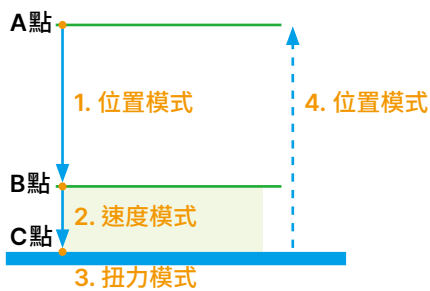 A點
1. 位置模式
4. 位置模式
B點
2. 速度模式
C點
3. 扭力模式